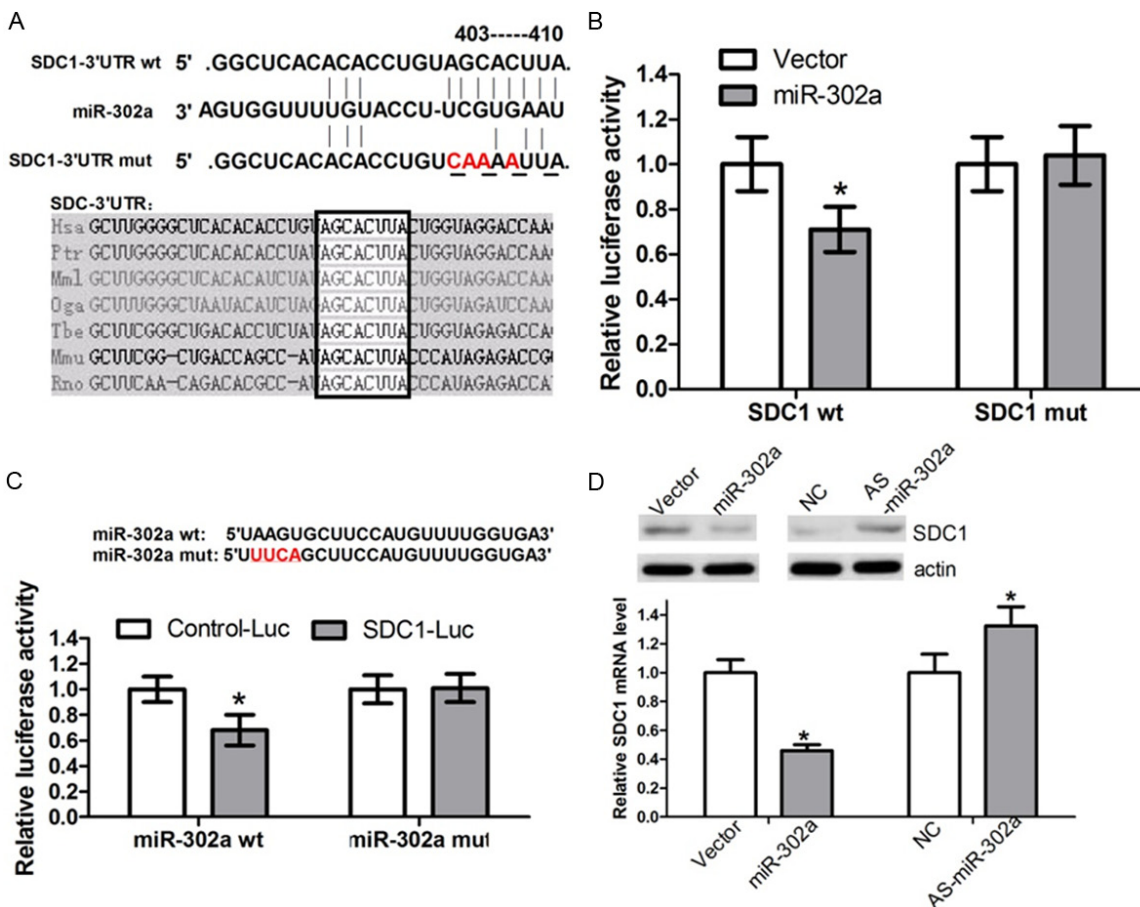 A
403-----410
SDC1-3'UTR wt 5' .GGCUCACACACCUGUAGCACUUA.
miR-302a 3' AGUGGUUUUGUACCU-UCGUGAAU
SDC1-3'UTR mut 5' .GGCUCACACACCUGUCAAAAUUA.
SDC-3'UTR:
Hsa GCUUGGGGCUCACACACCUGUAGCACUUACUGGUAGGACCAA
Ptr GCUUGGGGCUCACACACCUAUAGCACUUACUGGUAGGACCAA
Mml GCUUGGGGCUCACACACCUAUAGCACUUACUGGUAGGACCAA
Oga GCUUGGGGCUAAUACAUCUAGAGCACUUACUGGUAGAUCCAA
Tbe GCUUCGGGCUGACACCUCUAUAGCACUUACUGGUAGAGACCA
Mmu GCUUCGG-CUGACCAGCC-AUAGCACUUACCCAUAGAGACCG
Rno GCUUCAA-CAGACACGCC-AUAGCACUUACCCAUAGAGACCA
B
Vector
miR-302a
Relative luciferase activity
1.4
1.2
1.0
0.8
0.6
0.4
0.2
0.0
*
SDC1 wt SDC1 mut
C
miR-302a wt: 5'UAAGUGCUUCCAUGUUUUGGUGA3'
miR-302a mut: 5'UUUCAGCUUCCAUGUUUUGGUGA3'
Control-Luc SDC1-Luc
Relative luciferase activity
1.4
1.2
1.0
0.8
0.6
0.4
0.2
0.0
*
miR-302a wt miR-302a mut
D
Vector miR-302a NC AS-miR-302a
SDC1
actin
Relative SDC1 mRNA level
1.4
1.2
1.0
0.8
0.6
0.4
0.2
0.0
*
*
Vector miR-302a NC AS-miR-302a